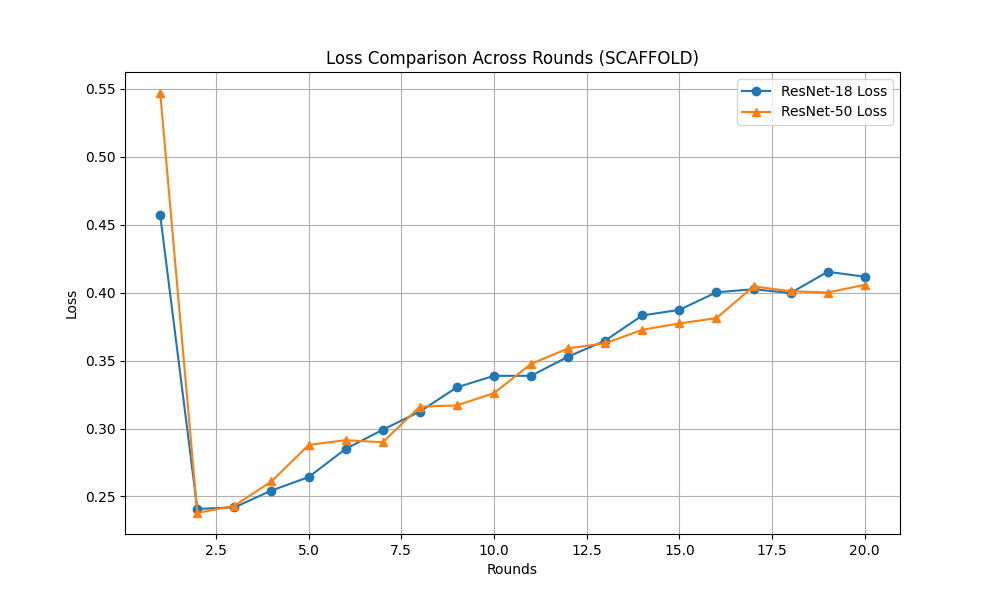 Loss Comparison Across Rounds (SCAFFOLD)
ResNet-18 Loss
ResNet-50 Loss
0.55
0.50
0.45
0.40
0.35
0.30
0.25
Loss
2.5 5.0 7.5 10.0 12.5 15.0 17.5 20.0
Rounds